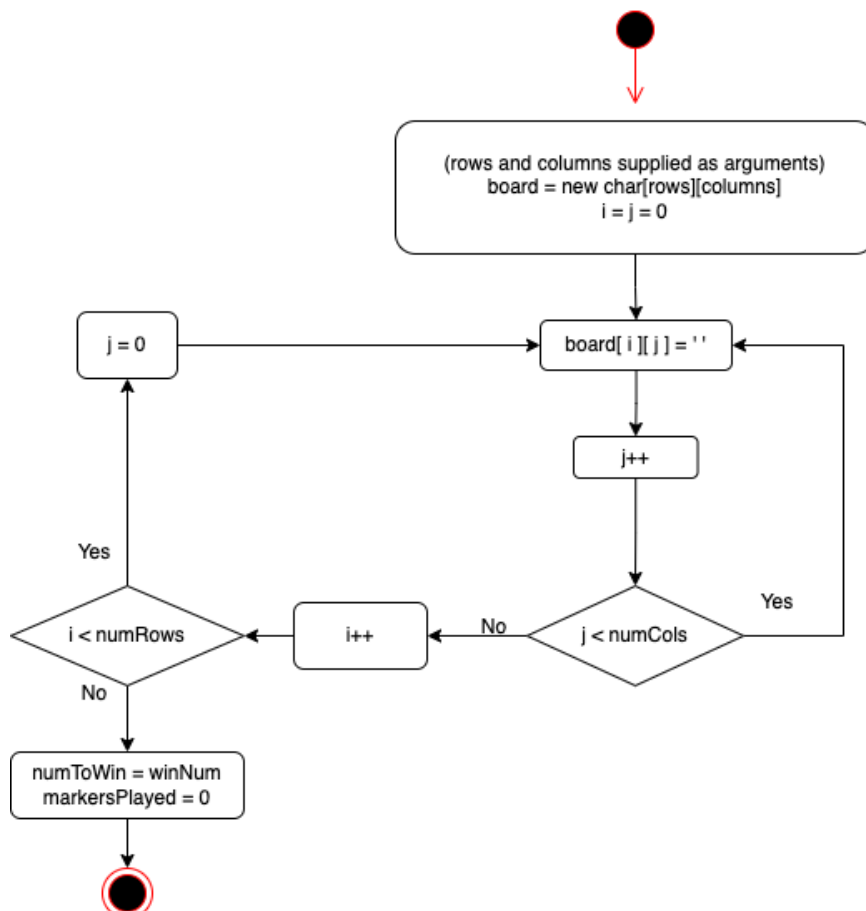 (rows and columns supplied as arguments)
board = new char[rows][columns]
i = j = 0
j = 0
board[ i ][ j ] = ' '
j++
Yes
Yes
i < numRows
i++
No
j < numCols
No
numToWin = winNum
markersPlayed = 0